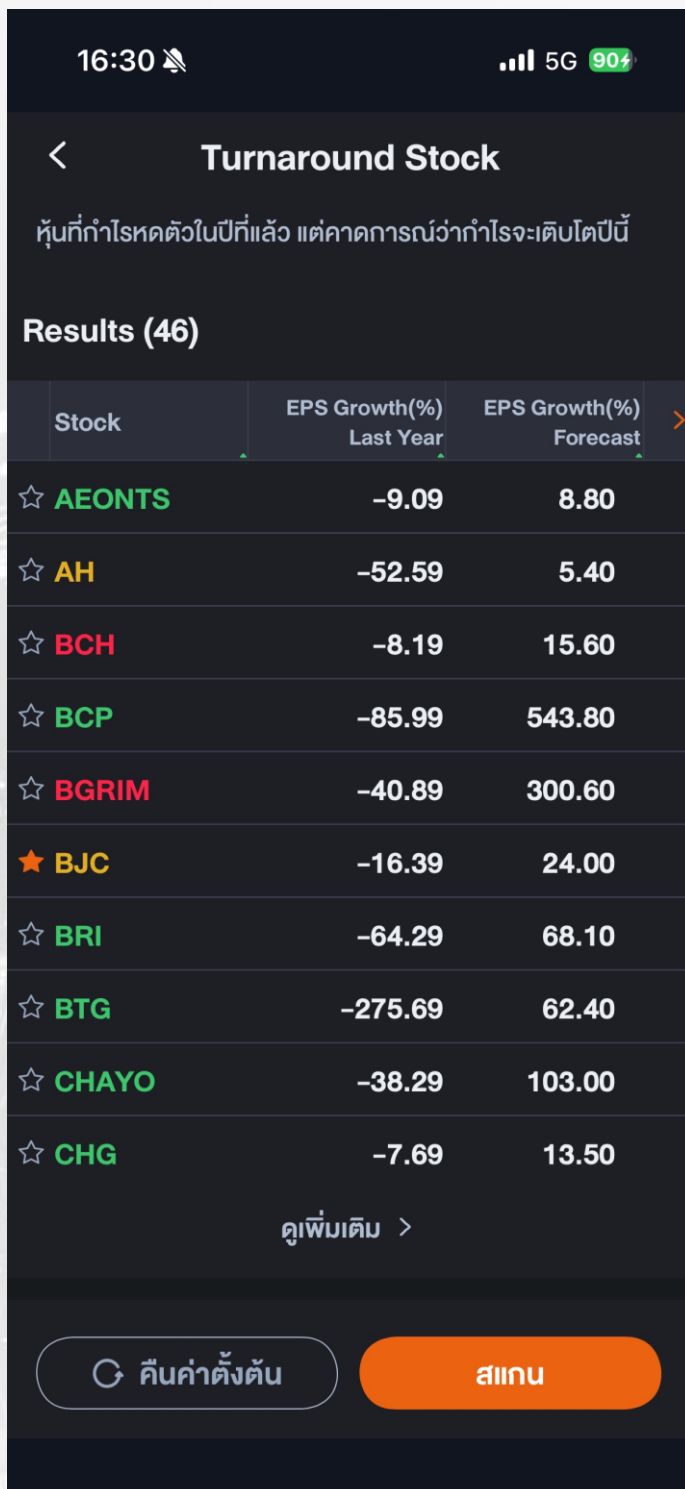 16:30 5G 90
Turnaround Stock
หุ้นที่กำไรหดตัวในปีที่แล้ว แต่คาดการณ์ว่ากำไรจะเติบโตปีนี้
Results (46)
Stock EPS Growth(%) Last Year EPS Growth(%) Forecast
AEONTS -9.09 8.80
AH -52.59 5.40
BCH -8.19 15.60
BCP -85.99 543.80
BGRIM -40.89 300.60
BJC -16.39 24.00
BRI -64.29 68.10
BTG -275.69 62.40
CHAYO -38.29 103.00
CHG -7.69 13.50
ดูเพิ่มเติม >
คืนค่าตั้งต้น สแกน